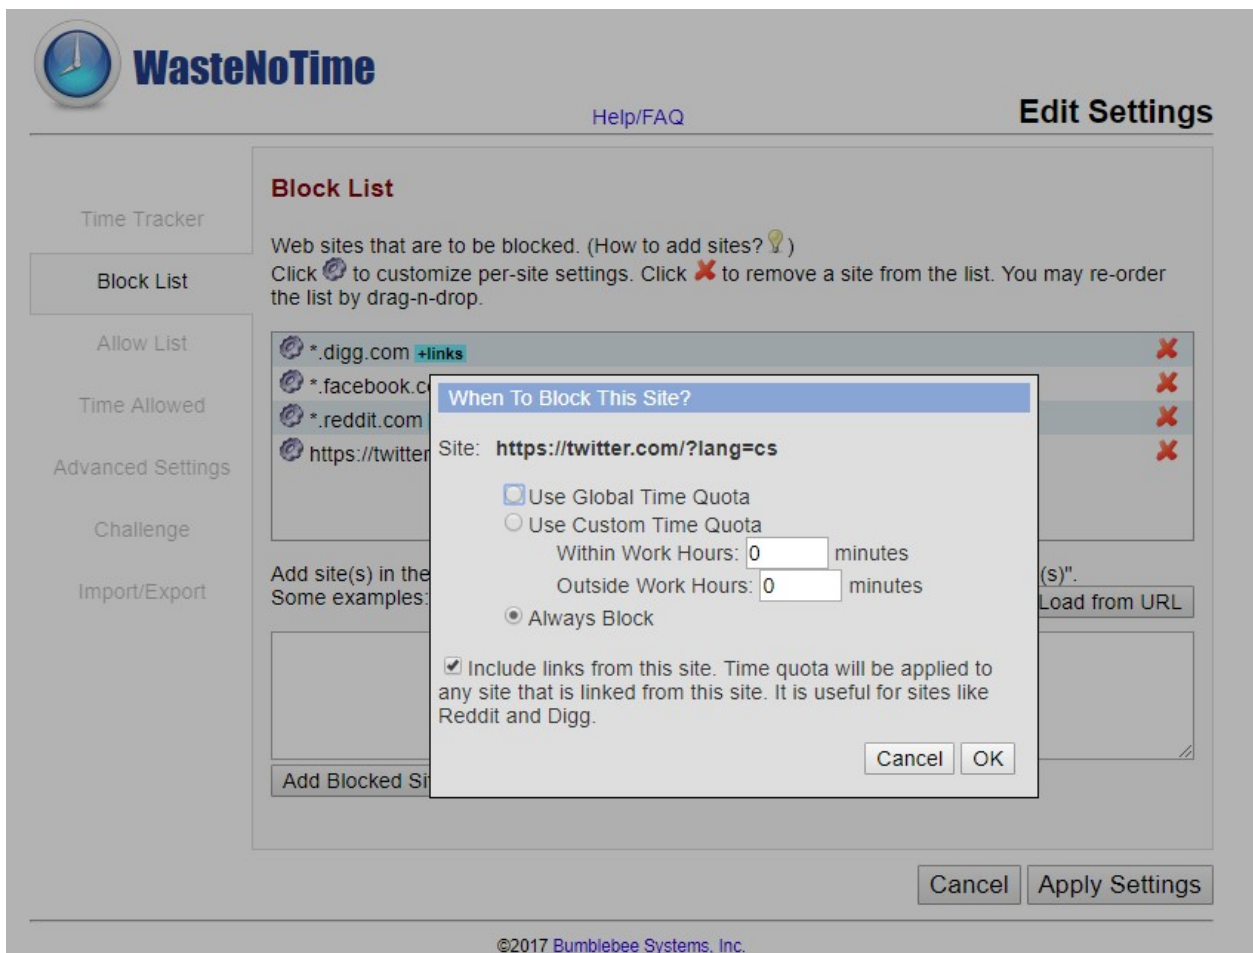 WasteNoTime
Help/FAQ
Edit Settings
Time Tracker
Block List
Allow List
Time Allowed
Advanced Settings
Challenge
Import/Export
Block List
Web sites that are to be blocked. (How to add sites? )
Click to customize per-site settings. Click to remove a site from the list. You may re-order
the list by drag-n-drop.
*.digg.com +links
*.facebook.c
*.reddit.com
https://twitter
Add site(s) in the
(s)".
Some examples:
Load from URL
Add Blocked Si
When To Block This Site?
Site: https://twitter.com/?lang=cs
Use Global Time Quota
Use Custom Time Quota
Within Work Hours: 0 minutes
Outside Work Hours: 0 minutes
Always Block
Include links from this site. Time quota will be applied to
any site that is linked from this site. It is useful for sites like
Reddit and Digg.
Cancel OK
Cancel Apply Settings
©2017 Bumblebee Systems, Inc.